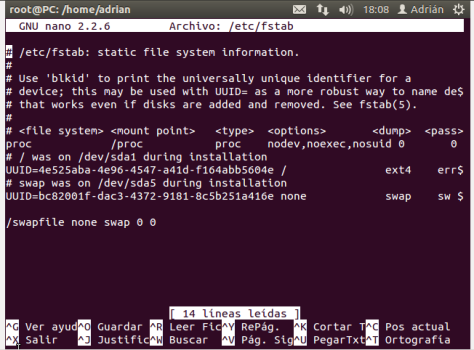 root@PC: /home/adrian 18:08 Adrián
GNU nano 2.2.6 Archivo: /etc/fstab
# /etc/fstab: static file system information.
#
# Use 'blkid' to print the universally unique identifier for a
# device; this may be used with UUID= as a more robust way to name de$
# that works even if disks are added and removed. See fstab(5).
#
# <file system> <mount point> <type> <options> <dump> <pass>
proc /proc proc nodev,noexec,nosuid 0 0
# / was on /dev/sda1 during installation
UUID=4e525aba-4e96-4547-a41d-f164abb5604e / ext4 err$
# swap was on /dev/sda5 during installation
UUID=bc82001f-dac3-4372-9181-8c5b251a416e none swap sw $
/swapfile none swap 0 0
[ 14 líneas leídas ]
^G Ver ayud^O Guardar ^R Leer Fic^Y RePág. ^K Cortar T^C Pos actual
^X Salir ^J Justific^W Buscar ^V Pág. Sig^U PegarTxt^T Ortografía